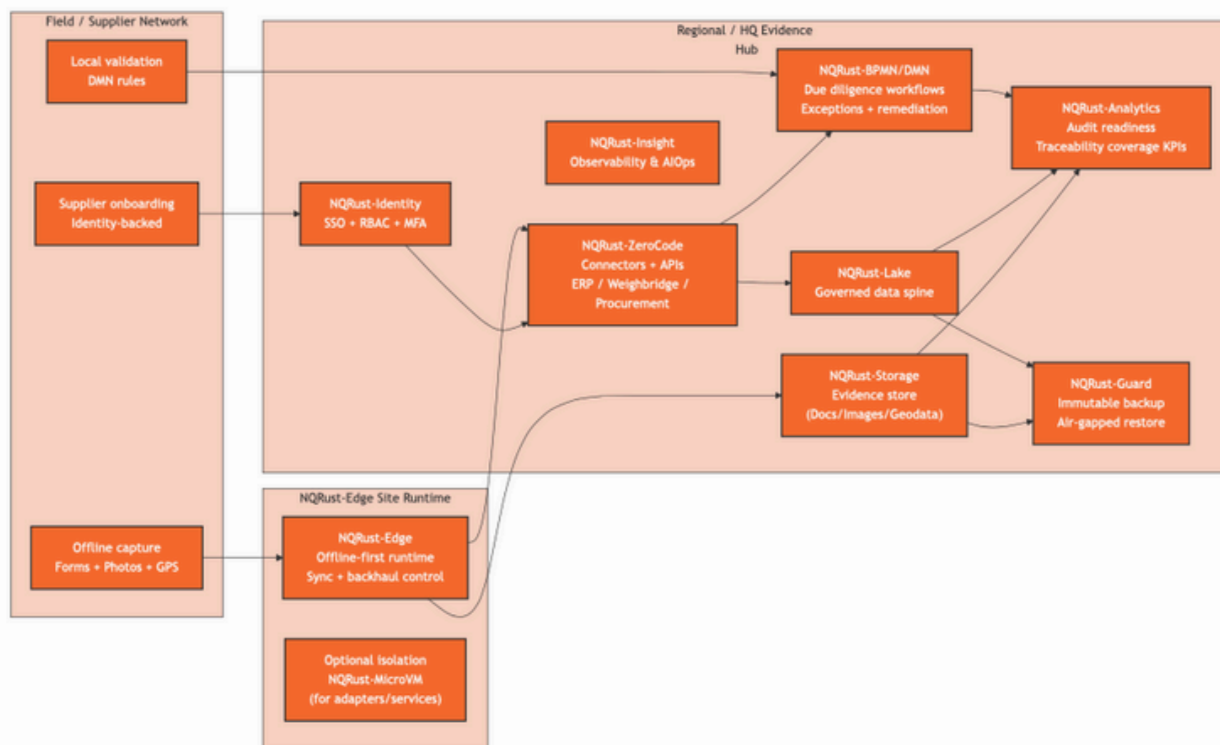 Field / Supplier Network
Local validation
DMN rules
Supplier onboarding
Identity-backed
Offline capture
Forms + Photos + GPS
Regional / HQ Evidence
Hub
NQRust-BPMN/DMN
Due diligence workflows
Exceptions + remediation
NQRust-Analytics
Audit readiness
Traceability coverage KPIs
NQRust-Insight
Observability & AIOps
NQRust-Identity
SSO + RBAC + MFA
NQRust-ZeroCode
Connectors + APIs
ERP / Weighbridge /
Procurement
NQRust-Lake
Governed data spine
NQRust-Storage
Evidence store
(Docs/Images/Geodata)
NQRust-Guard
Immutable backup
Air-gapped restore
NQRust-Edge Site Runtime
NQRust-Edge
Offline-first runtime
Sync + backhaul control
Optional isolation
NQRust-MicroVM
(for adapters/services)